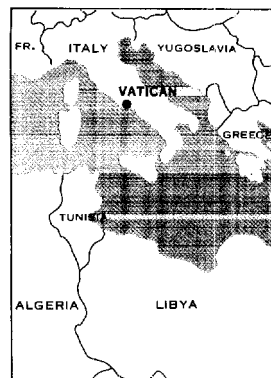 FR. ITALY YUGOSLAVIA
VATICAN
GREECE
TUNISIA
ALGERIA LIBYA